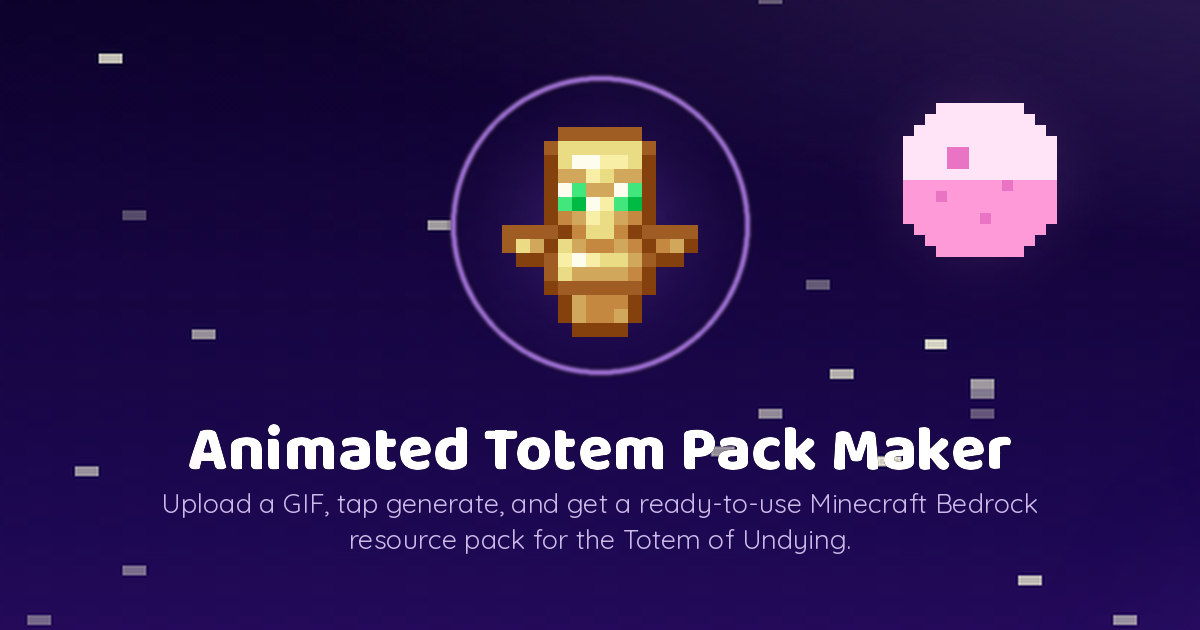 Animated Totem Pack Maker
Upload a GIF, tap generate, and get a ready-to-use Minecraft Bedrock
resource pack for the Totem of Undying.